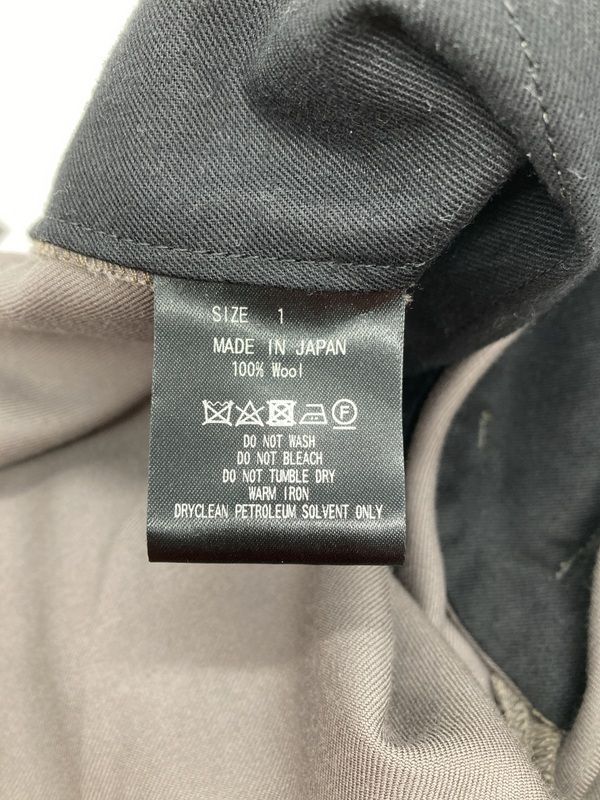 SIZE 1
MADE IN JAPAN
100% Wool
F
DO NOT WASH
DO NOT BLEACH
DO NOT TUMBLE DRY
WARM IRON
DRYCLEAN PETROLEUM SOLVENT ONLY